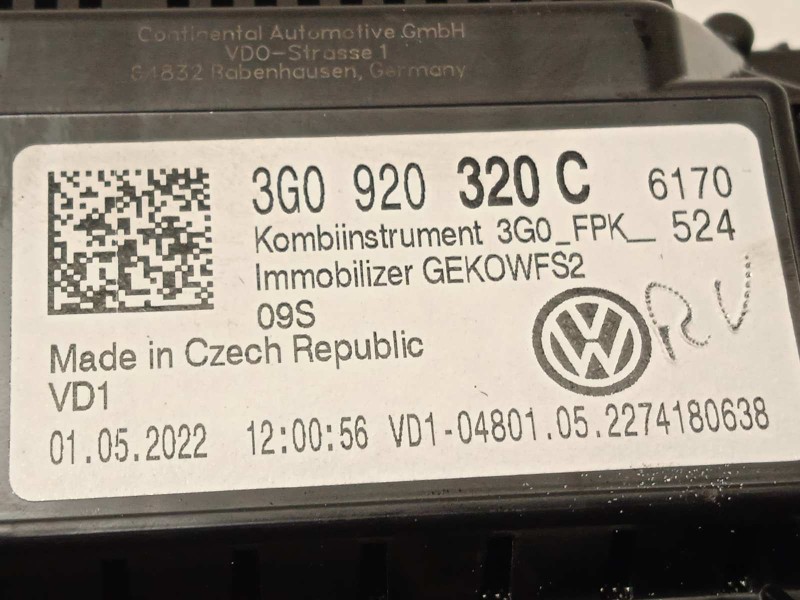 Continental Automotive GmbH
VDO-Strasse 1
64832 Babenhausen, Germany
3G0 920 320 C 6170
Kombiinstrument 3G0_FPK_ 524
Immobilizer GEKOWFS2
09S
RV
Made in Czech Republic
VD1
01.05.2022 12:00:56 VD1-04801.05.2274180638